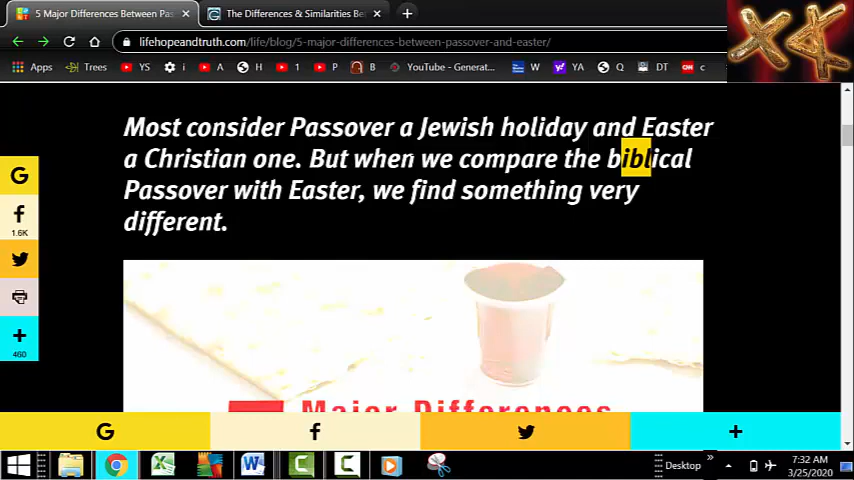 5 Major Differences Between Pas
The Differences & Similarities Be
lifehopeandtruth.com/life/blog/5-major-differences-between-passover-and-easter/
Apps
Trees
YS
i
A
H
1
B
YouTube - Generat...
W
YA
Q
DT
c
X4
Most consider Passover a Jewish holiday and Easter
a Christian one. But when we compare the biblical
Passover with Easter, we find something very
different.
G
1.6K
460
Major Differences
G
Desktop
7:32 AM
3/25/2020